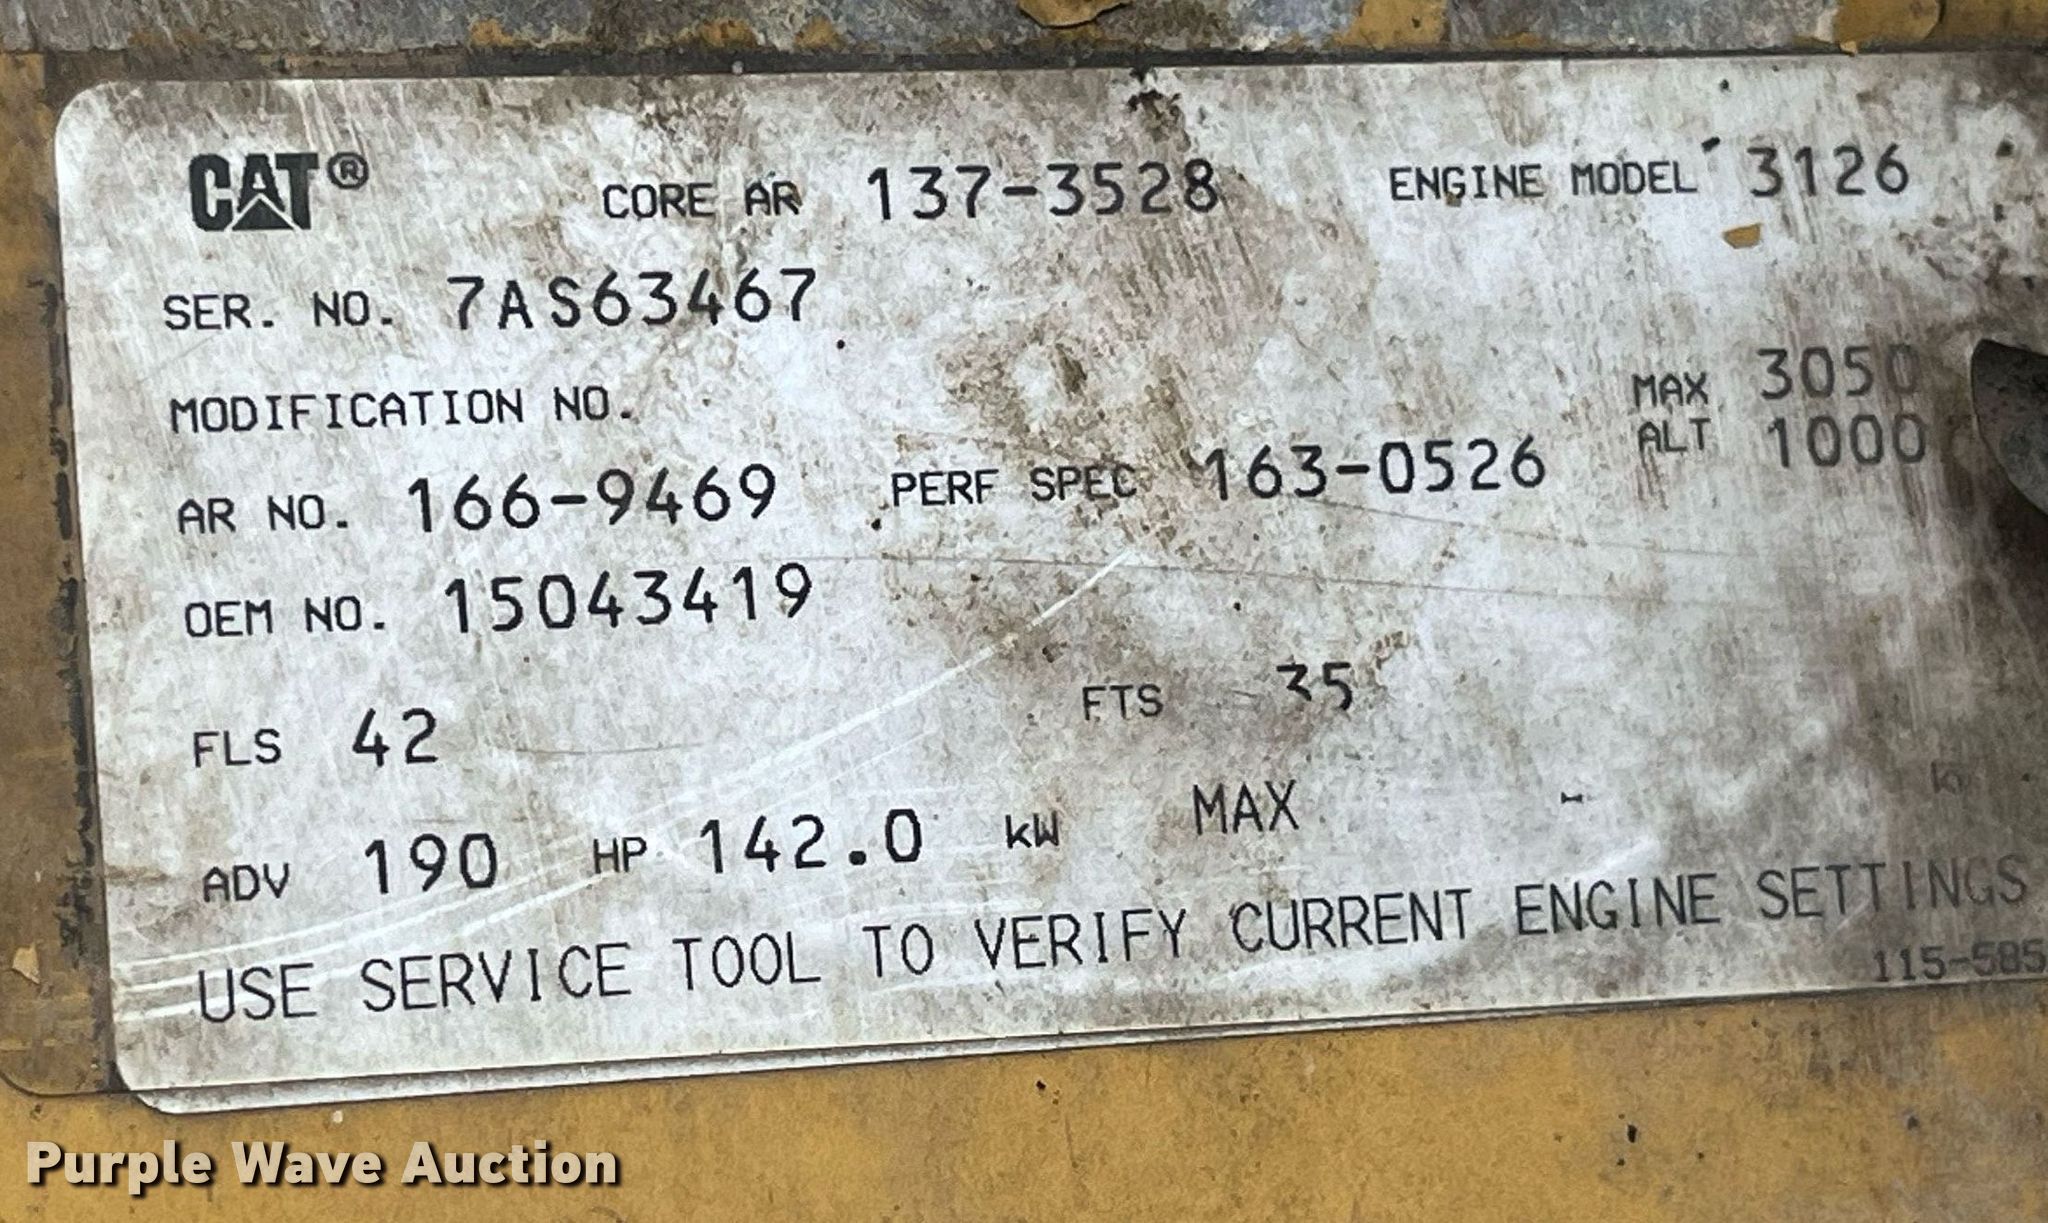 CAT® CORE AR 137-3528 ENGINE MODEL 3126
SER. NO. 7AS63467
MODIFICATION NO.
MAX 3050
ALT 1000
AR NO. 166-9469 PERF SPEC 163-0526
OEM NO. 15043419
FLS 42 FTS 35
ADV 190 HP 142.0 kW MAX -
USE SERVICE TOOL TO VERIFY CURRENT ENGINE SETTINGS
115-585
Purple Wave Auction